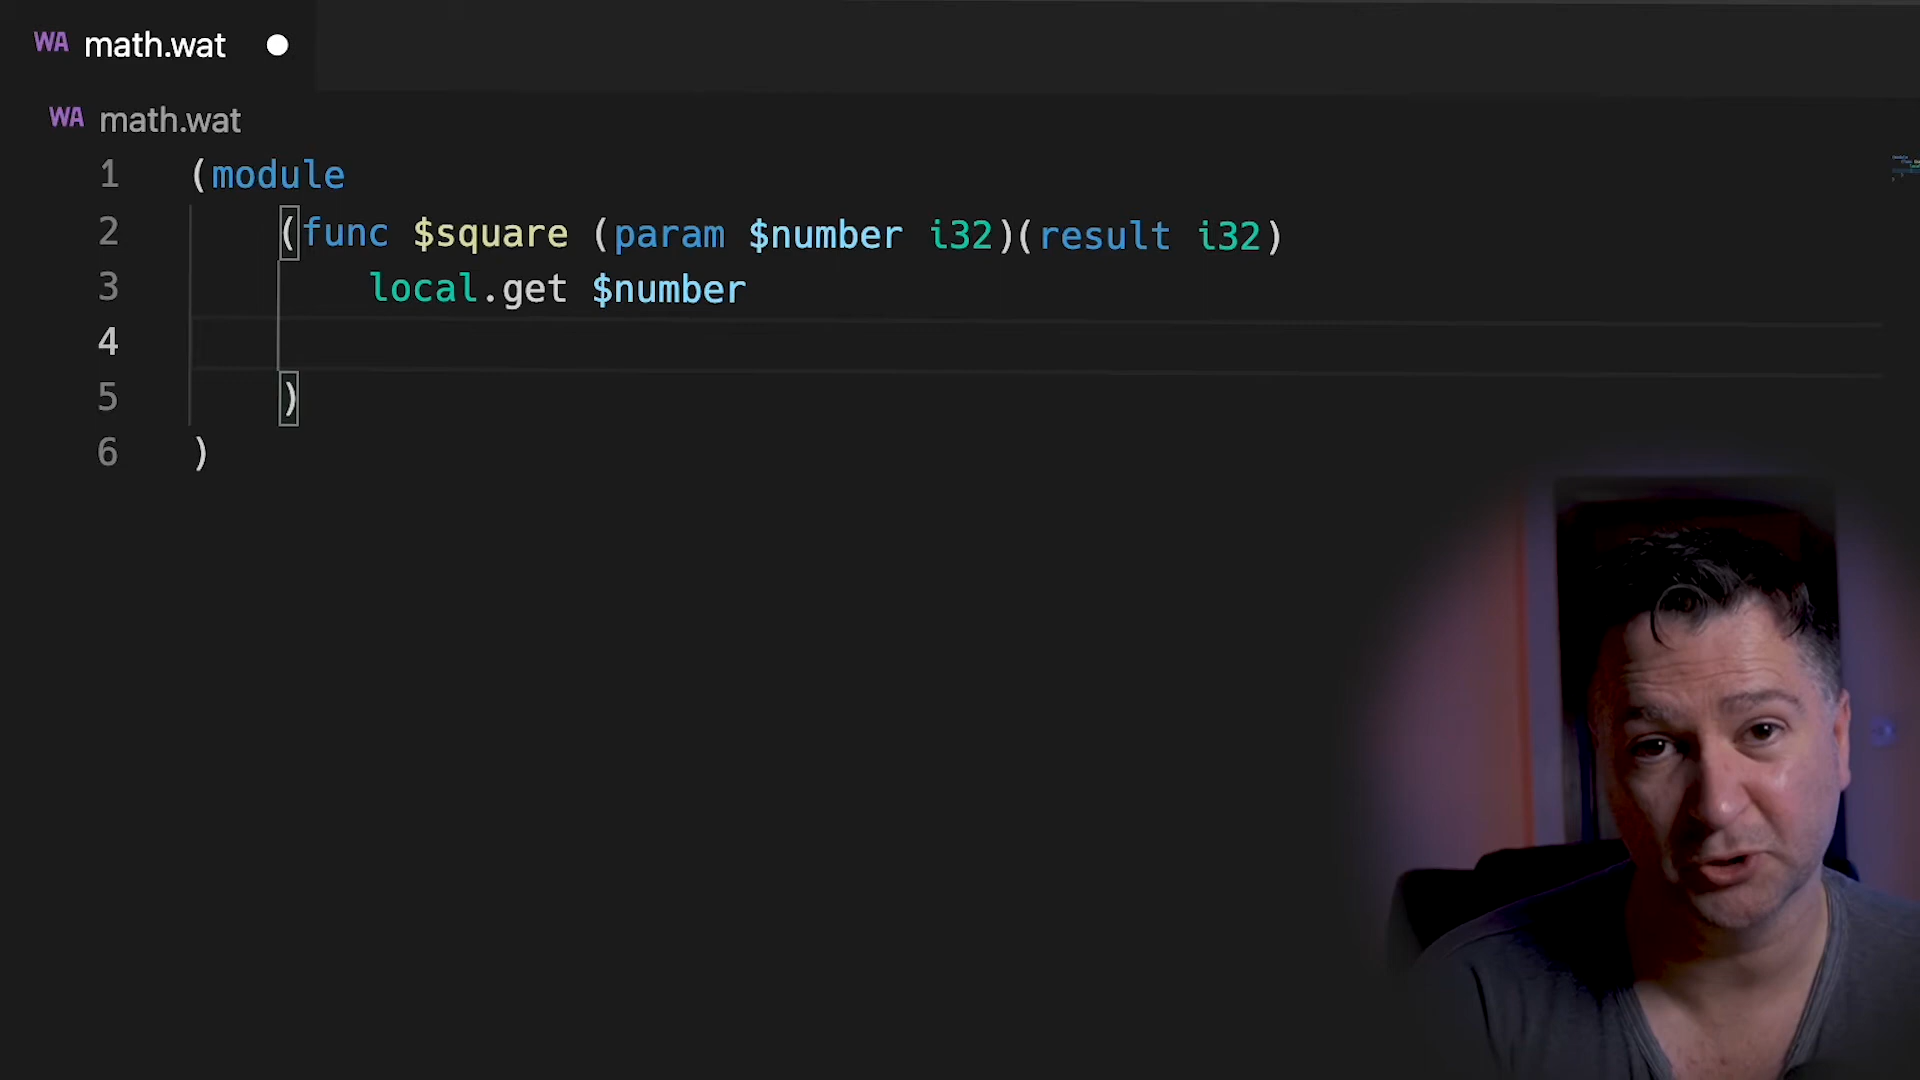 WA math.wat
WA math.wat
1 (module
2 (func $square (param $number i32)(result i32)
3 local.get $number
4
5 )
6 )